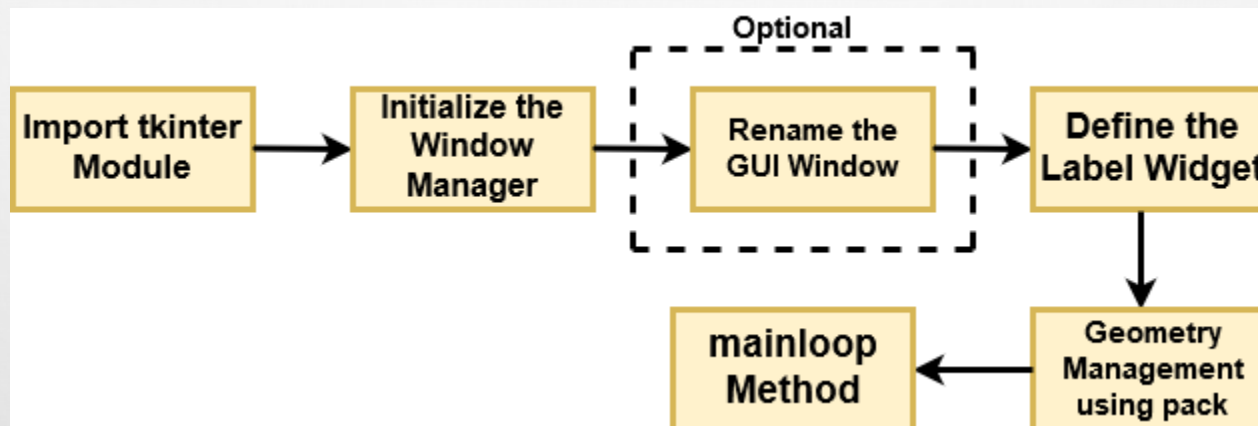 Optional
Import tkinter
Module
Initialize the
Window
Manager
Rename the
GUI Window
Define the
Label Widget
Geometry
Management
using pack
mainloop
Method